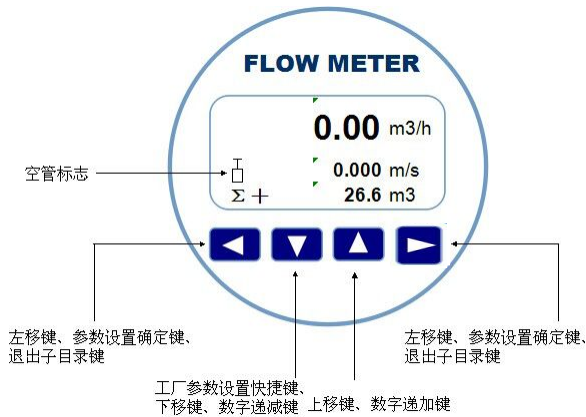 FLOW METER
0.00 m3/h
空管标志
0.000 m/s
Σ + 26.6 m3
左移键、参数设置确定键、
退出子目录键
左移键、参数设置确定键、
退出子目录键
工厂参数设置快捷键、
下移键、数字递减键
上移键、数字递加键